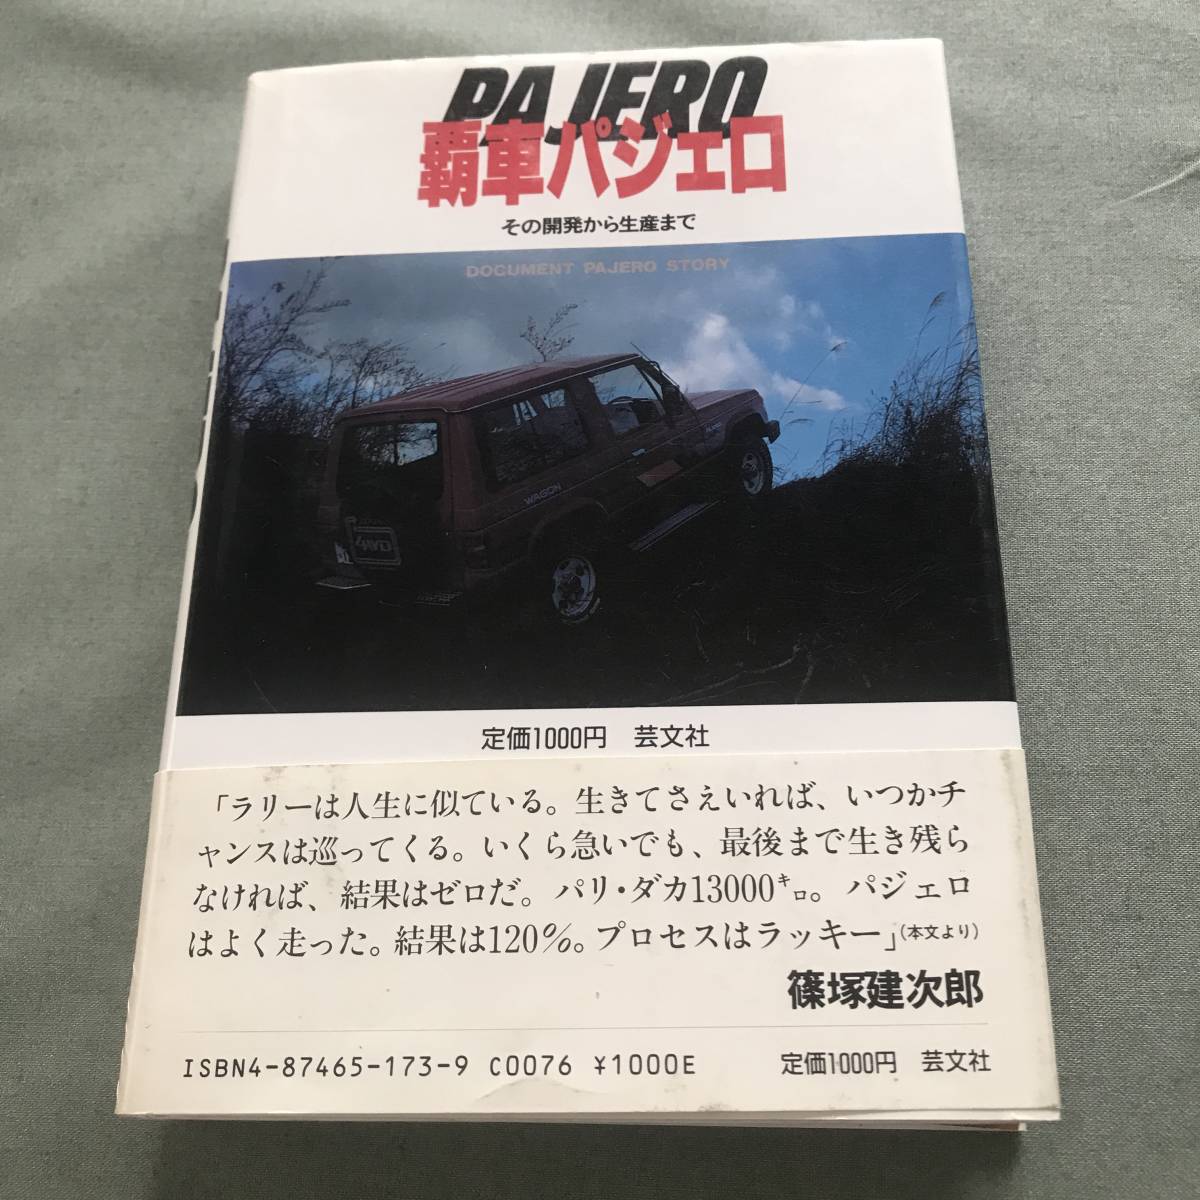 PAJERO
覇車パジェロ
その開発から生産まで
DOCUMENT PAJERO STORY
WAGON
4WD
定価1000円 芸文社
「ラリーは人生に似ている。生きてさえいれば、いつかチ
ャンスは巡ってくる。いくら急いでも、最後まで生き残ら
なければ、結果はゼロだ。パリ・ダカ13000㌔。パジェロ
はよく走った。結果は120%。プロセスはラッキー」(本文より)
篠塚建次郎
ISBN4-87465-173-9 C0076 ¥1000E 定価1000円 芸文社